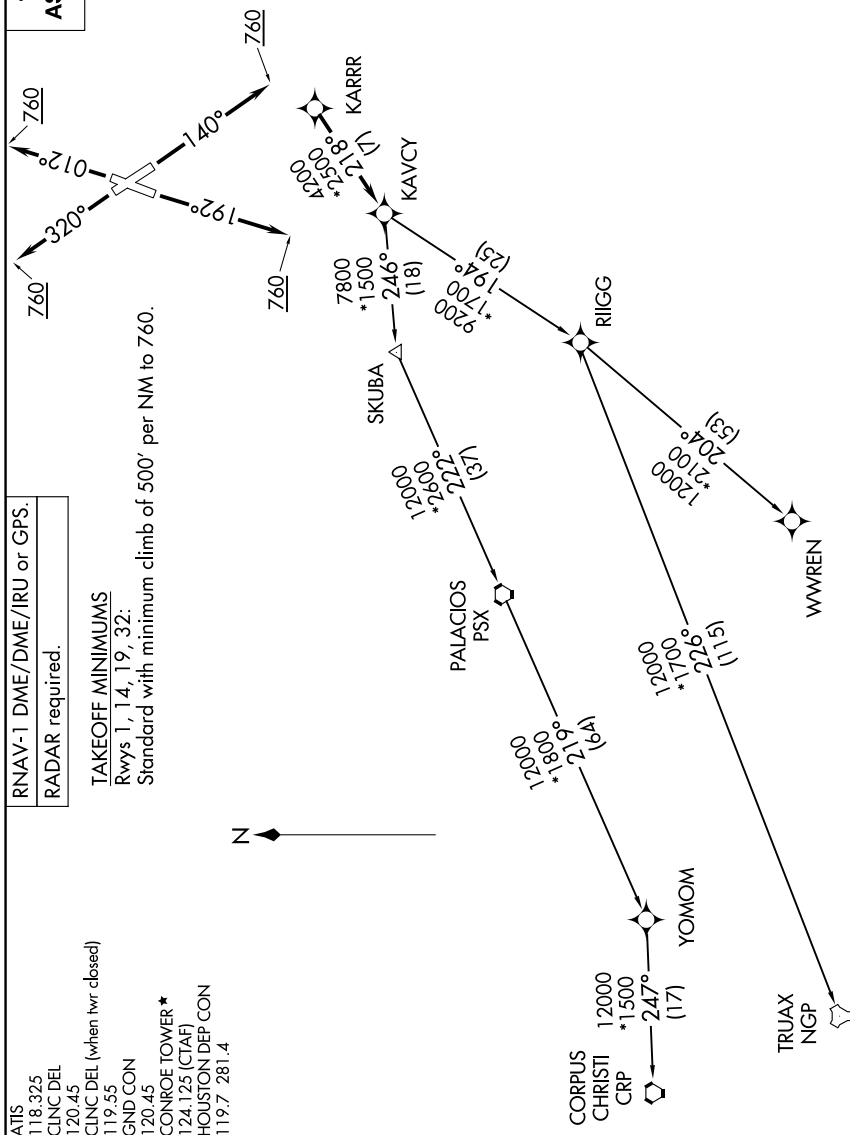 ATIS
118.325
CLNC DEL
120.45
CLNC DEL (when twr closed)
119.55
GND CON
120.45
CONROE TOWER ★
124.125 (CTAF)
HOUSTON DEP CON
119.7 281.4
RNAV-1 DME/DME/IRU or GPS.
RADAR required.
TAKEOFF MINIMUMS
Rwys 1, 14, 19, 32:
Standard with minimum climb of 500' per NM to 760.
AS
760
760
760
760
320°
012°
140°
192°
N
KARRR
4200
*2500
218°
(7)
KAVCY
7800
*1500
246°
(18)
SKUBA
9200
*1700
194°
(25)
RIIGG
12000
*2600
222°
(37)
PALACIOS
PSX
12000
*2100
204°
(53)
WWREN
12000
*1800
219°
(64)
YOMOM
12000
*1700
226°
(115)
TRUAX
NGP
12000
*1500
247°
(17)
CORPUS
CHRISTI
CRP